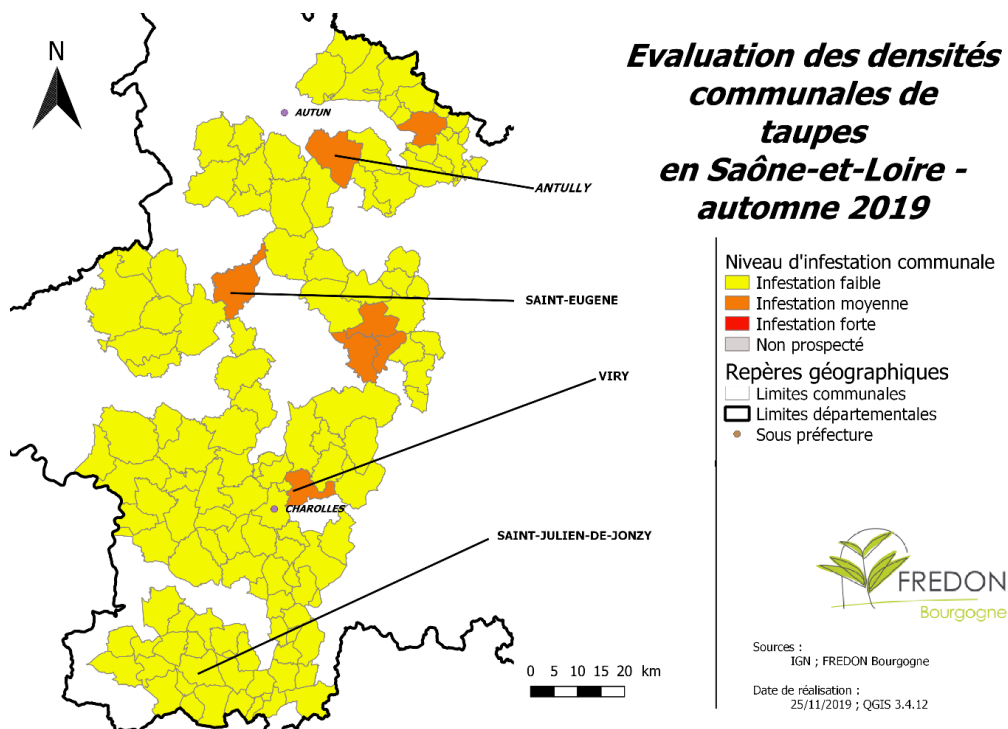 Evaluation des densités
communales de
taupes
en Saône-et-Loire -
automne 2019
N
AUTUN
ANTULLY
SAINT-EUGENE
VIRY
CHAROLLES
SAINT-JULIEN-DE-JONZY
Niveau d'infestation communale
Infestation faible
Infestation moyenne
Infestation forte
Non prospecté
Repères géographiques
Limites communales
Limites départementales
Sous préfecture
FREDON
Bourgogne
0 5 10 15 20 km
Sources :
IGN ; FREDON Bourgogne
Date de réalisation :
25/11/2019 ; QGIS 3.4.12